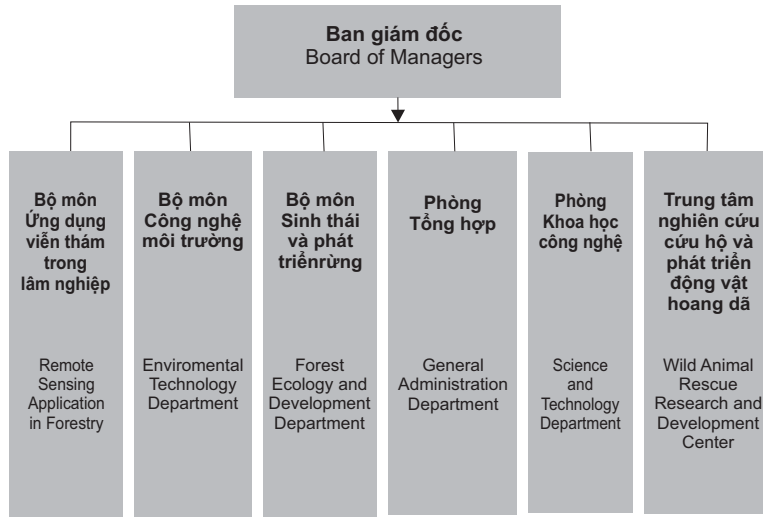 Ban giám đốc
Board of Managers
Bộ môn
Ứng dụng
viễn thám
trong
lâm nghiệp
Remote
Sensing
Application
in Forestry
Bộ môn
Công nghệ
môi trường
Enviromental
Technology
Department
Bộ môn
Sinh thái
và phát
triểnrừng
Forest
Ecology and
Development
Department
Phòng
Tổng hợp
General
Administration
Department
Phòng
Khoa học
công nghệ
Science
and
Technology
Department
Trung tâm
nghiên cứu
cứu hộ và
phát triển
động vật
hoang dã
Wild Animal
Rescue
Research and
Development
Center